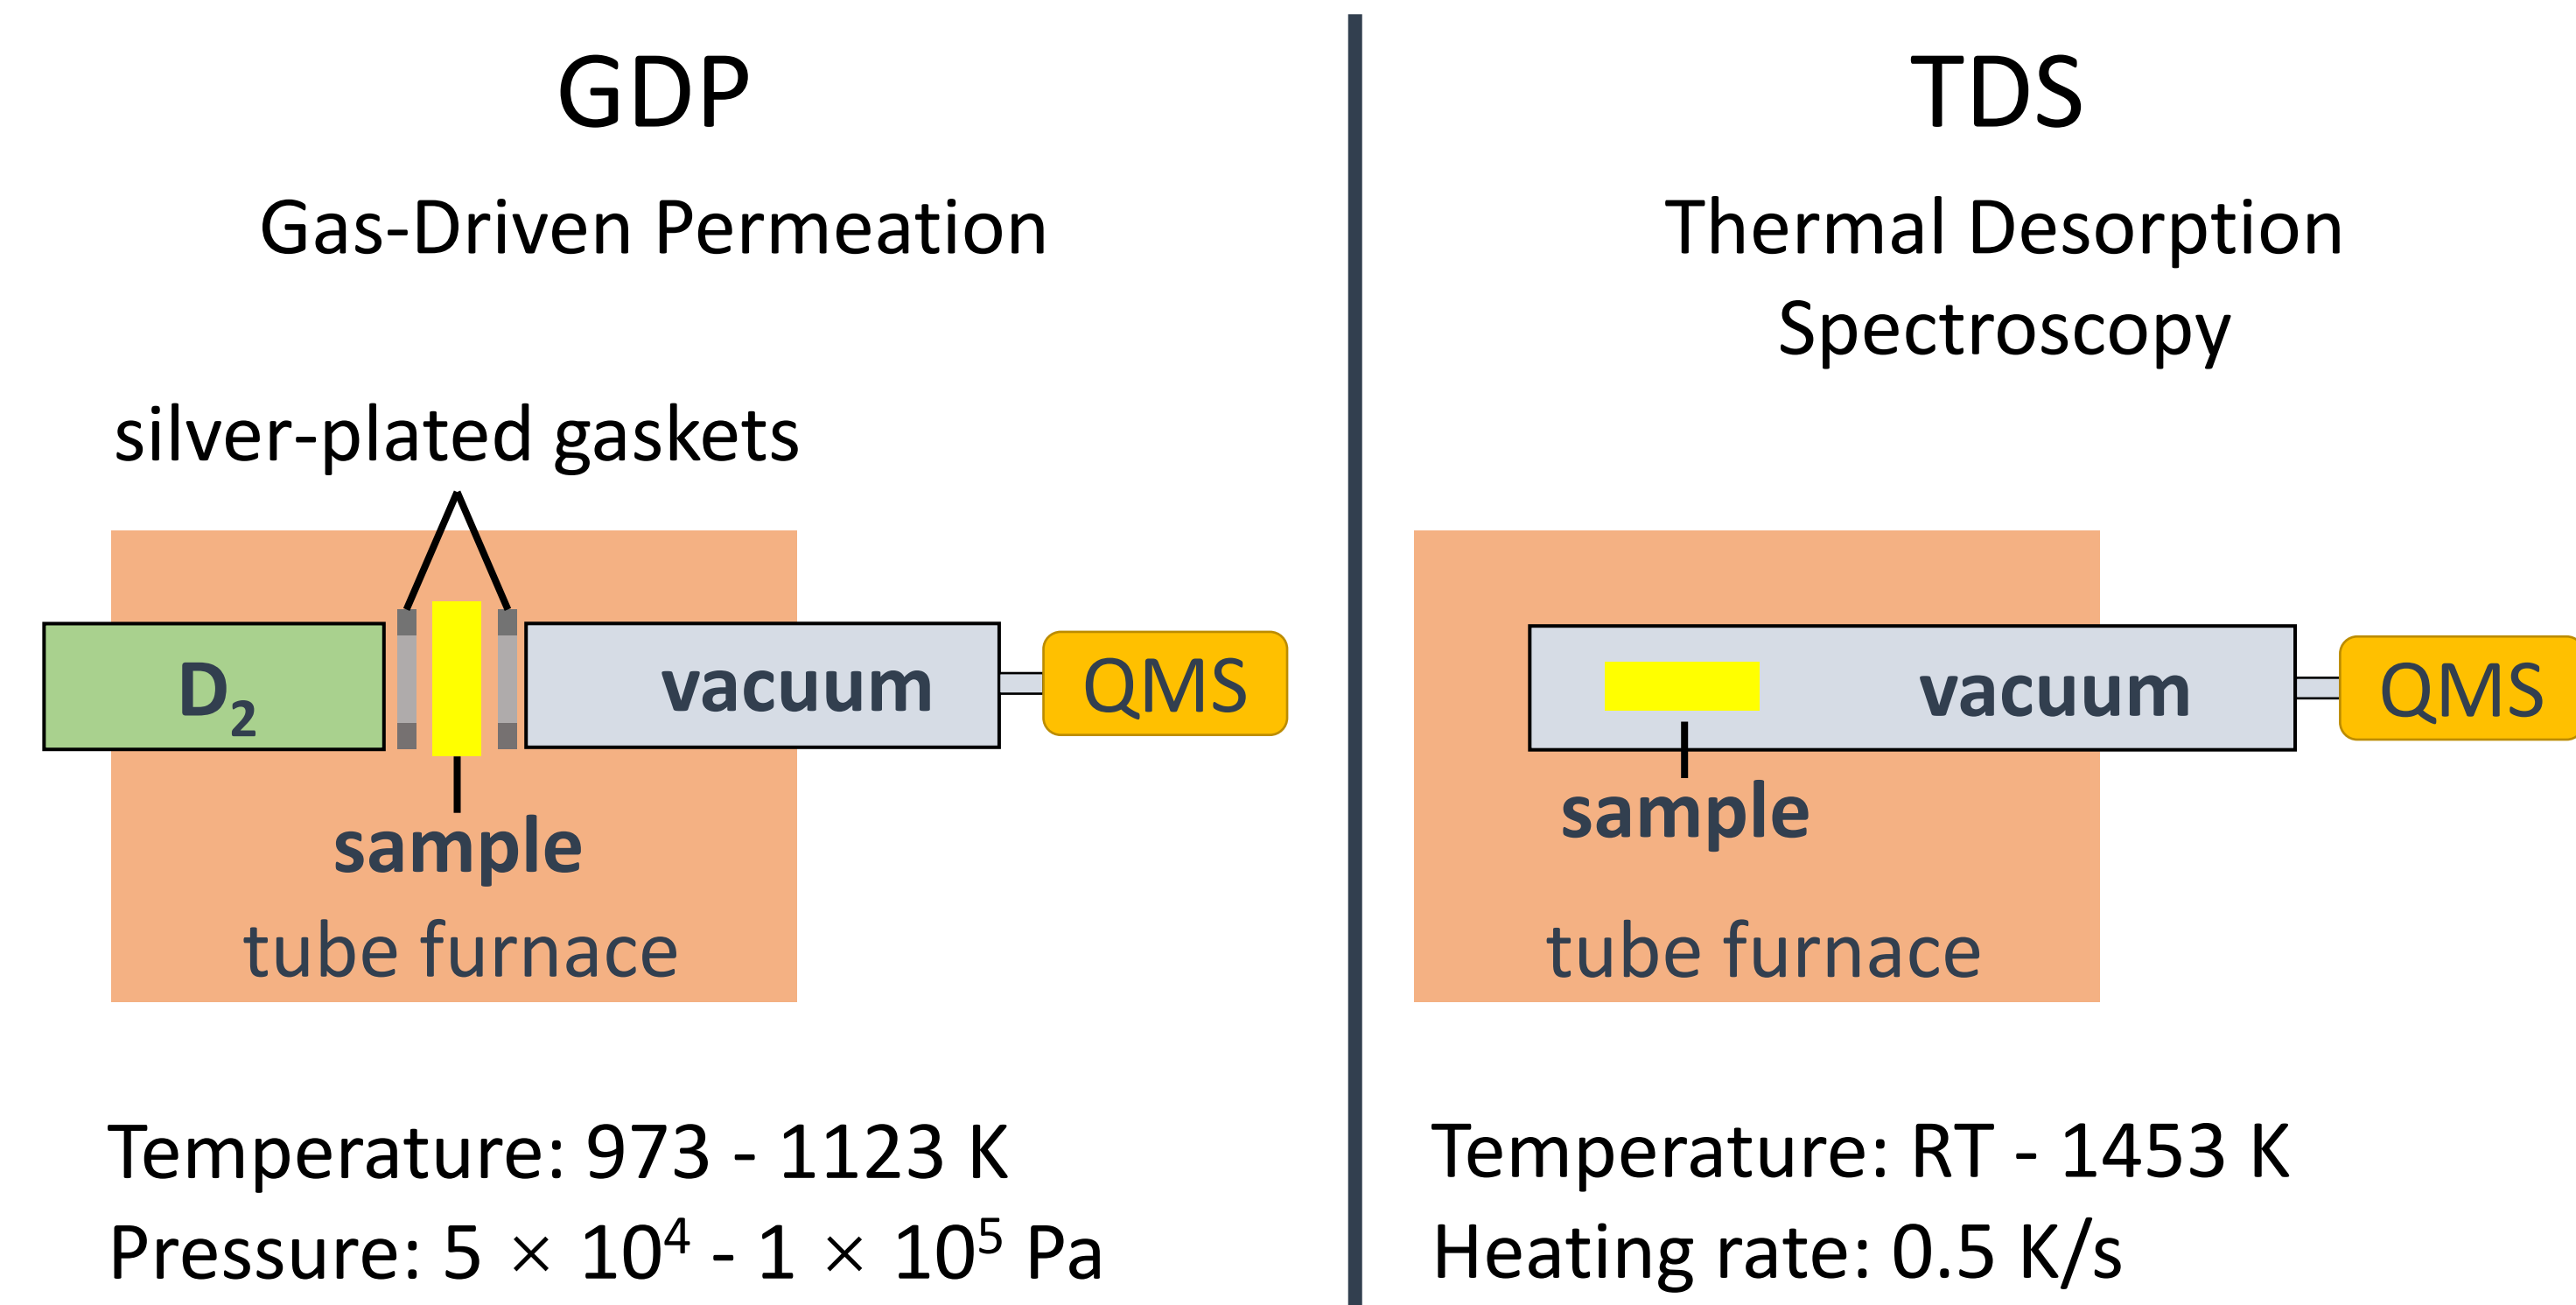 GDP
Gas-Driven Permeation
silver-plated gaskets
D₂
vacuum
QMS
sample
tube furnace
Temperature: 973 - 1123 K
Pressure: 5 × 10⁴ - 1 × 10⁵ Pa
TDS
Thermal Desorption
Spectroscopy
vacuum
QMS
sample
tube furnace
Temperature: RT - 1453 K
Heating rate: 0.5 K/s